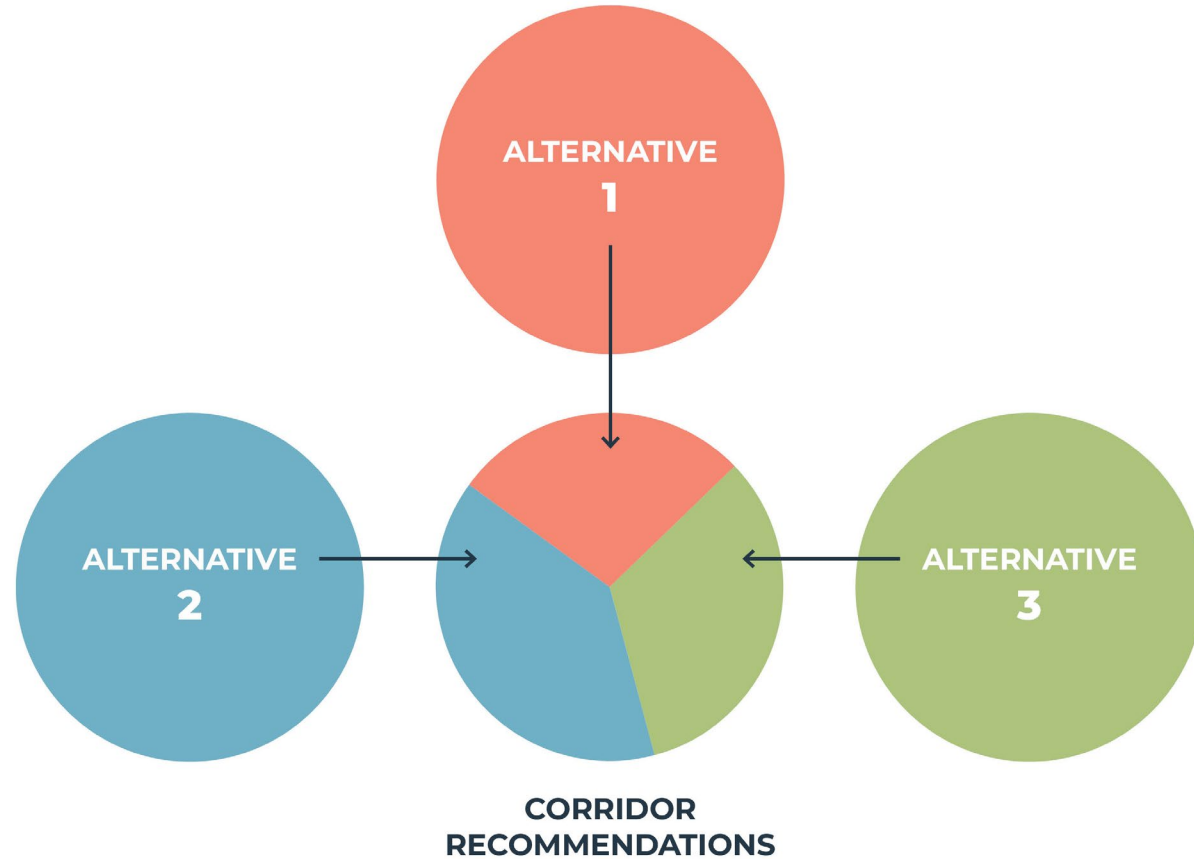 ALTERNATIVE
1
ALTERNATIVE
2
ALTERNATIVE
3
CORRIDOR
RECOMMENDATIONS